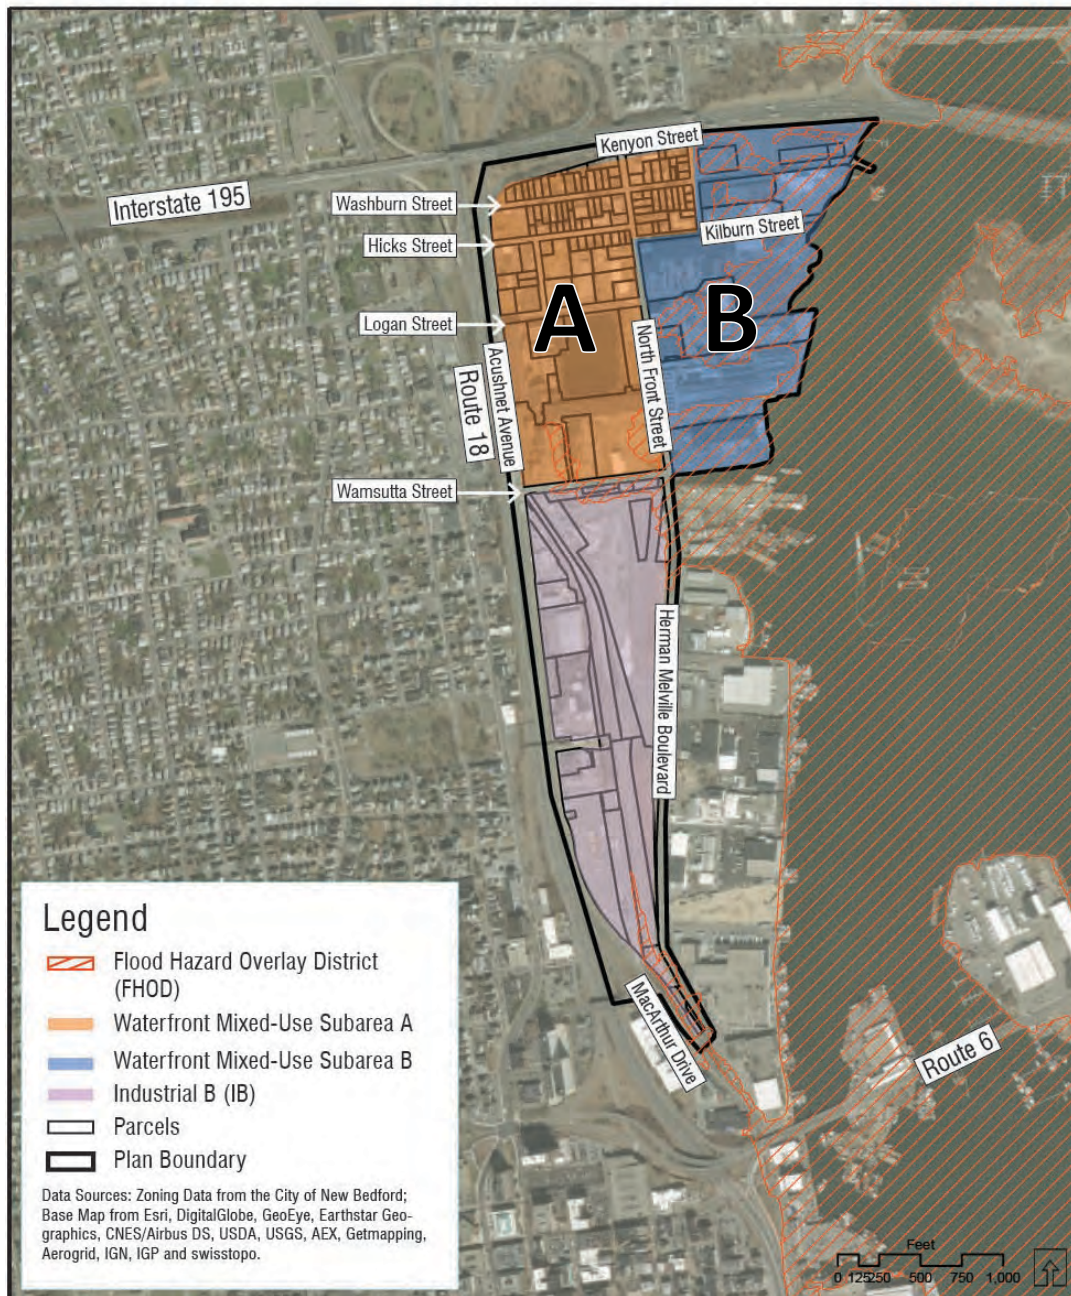 Kenyon Street
Interstate 195
Washburn Street
Kilburn Street
Hicks Street
A
B
Logan Street
North Front Street
Acushnet Avenue
Route 18
Wamsutta Street
Herman Melville Boulevard
MacArthur Drive
Route 6
Legend
Flood Hazard Overlay District
(FHOD)
Waterfront Mixed-Use Subarea A
Waterfront Mixed-Use Subarea B
Industrial B (IB)
Parcels
Plan Boundary
Data Sources: Zoning Data from the City of New Bedford;
Base Map from Esri, DigitalGlobe, GeoEye, Earthstar Geo-
graphics, CNES/Airbus DS, USDA, USGS, AEX, Getmapping,
Aerogrid, IGN, IGP and swisstopo.
Feet
0 125250 500 750 1,000